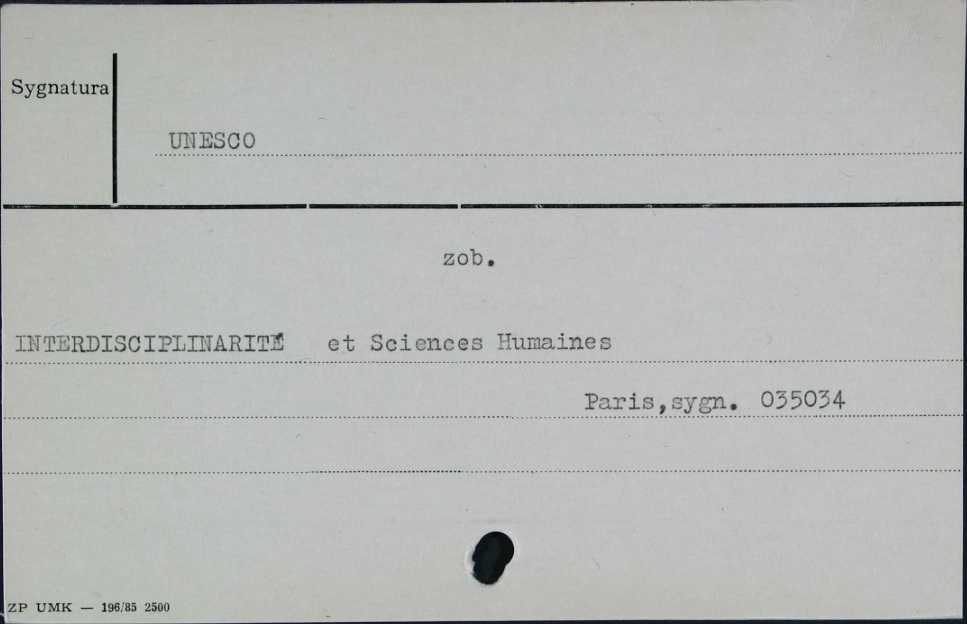 Sygnatura
UNESCO
zob.
INTERDISCIPLINARITÉ et Sciences Humaines
Paris,sygn. 035034
ZP UMK — 196/85 2500